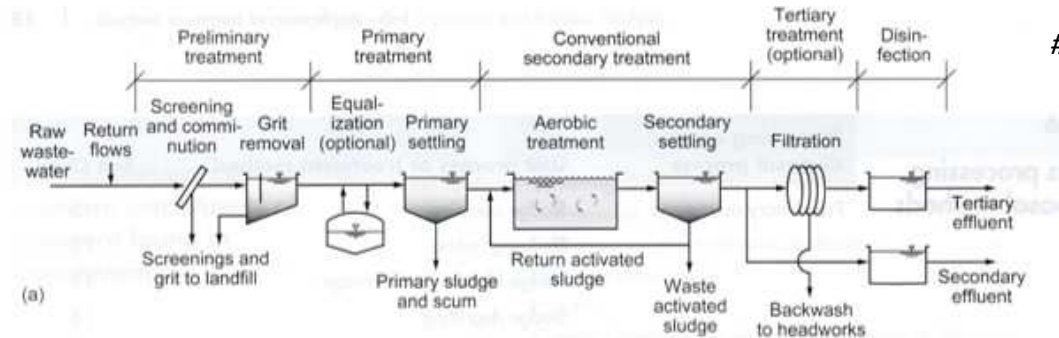 Preliminary treatment
Primary treatment
Conventional secondary treatment
Tertiary treatment (optional)
Disin-fection
Raw waste-water
Return flows
Screening and commi-nution
Grit removal
Equal-ization (optional)
Primary settling
Aerobic treatment
Secondary settling
Filtration
Screenings and grit to landfill
Primary sludge and scum
Return activated sludge
Waste activated sludge
Backwash to headworks
Tertiary effluent
Secondary effluent
(a)